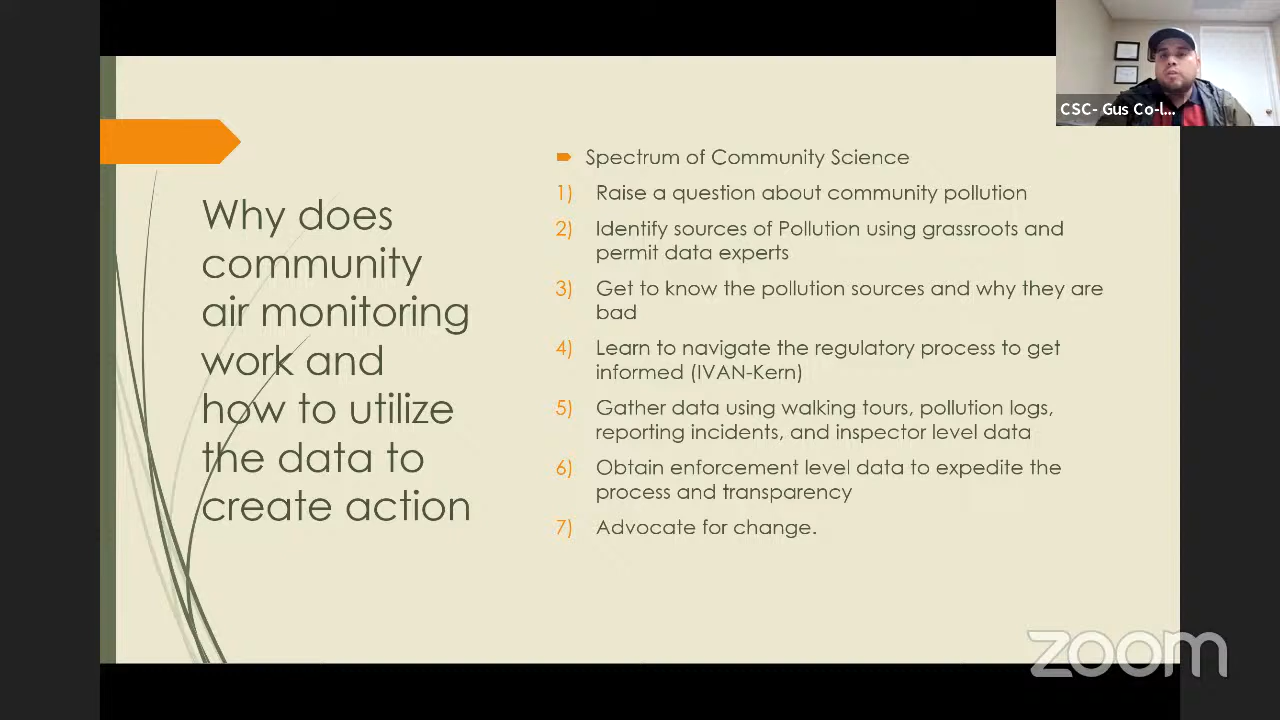 CSC- Gus Co-l...
Why does
community
air monitoring
work and
how to utilize
the data to
create action
Spectrum of Community Science
1) Raise a question about community pollution
2) Identify sources of Pollution using grassroots and
permit data experts
3) Get to know the pollution sources and why they are
bad
4) Learn to navigate the regulatory process to get
informed (IVAN-Kern)
5) Gather data using walking tours, pollution logs,
reporting incidents, and inspector level data
6) Obtain enforcement level data to expedite the
process and transparency
7) Advocate for change.
zoom